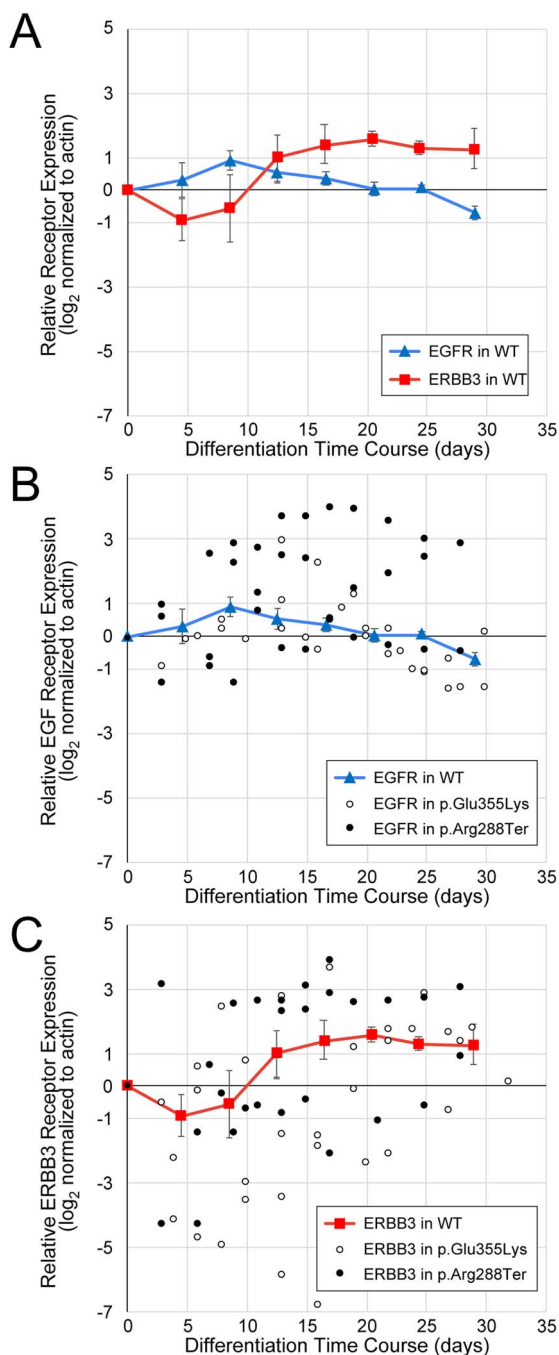 A
Relative Receptor Expression
(log2 normalized to actin)
5
3
1
0
-1
-3
-5
-7
EGFR in WT
ERBB3 in WT
0 5 10 15 20 25 30 35
Differentiation Time Course (days)
B
Relative EGF Receptor Expression
(log2 normalized to actin)
5
3
1
0
-1
-3
-5
-7
EGFR in WT
EGFR in p.Glu355Lys
EGFR in p.Arg288Ter
0 5 10 15 20 25 30 35
Differentiation Time Course (days)
C
Relative ERBB3 Receptor Expression
(log2 normalized to actin)
5
3
1
0
-1
-3
-5
-7
ERBB3 in WT
ERBB3 in p.Glu355Lys
ERBB3 in p.Arg288Ter
0 5 10 15 20 25 30 35
Differentiation Time Course (days)